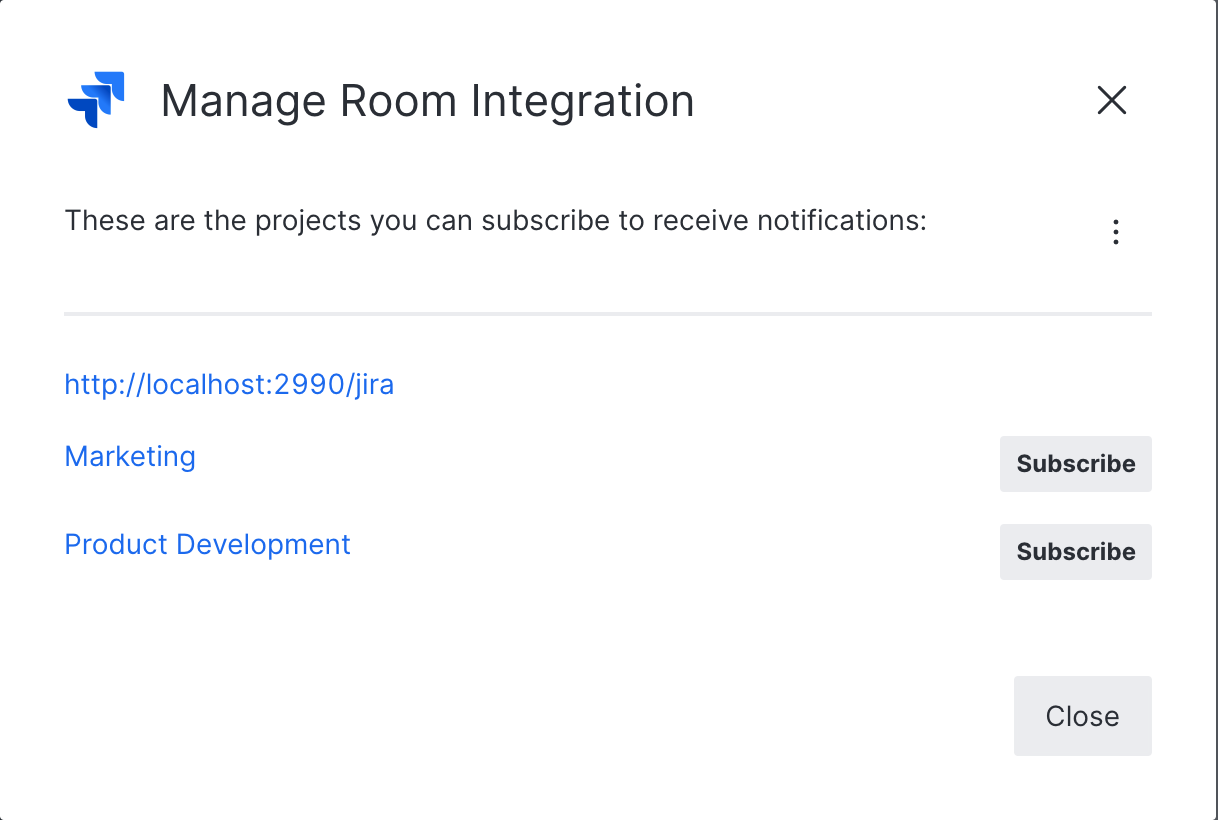 Manage Room Integration
These are the projects you can subscribe to receive notifications:
http://localhost:2990/jira
Marketing
Subscribe
Product Development
Subscribe
Close